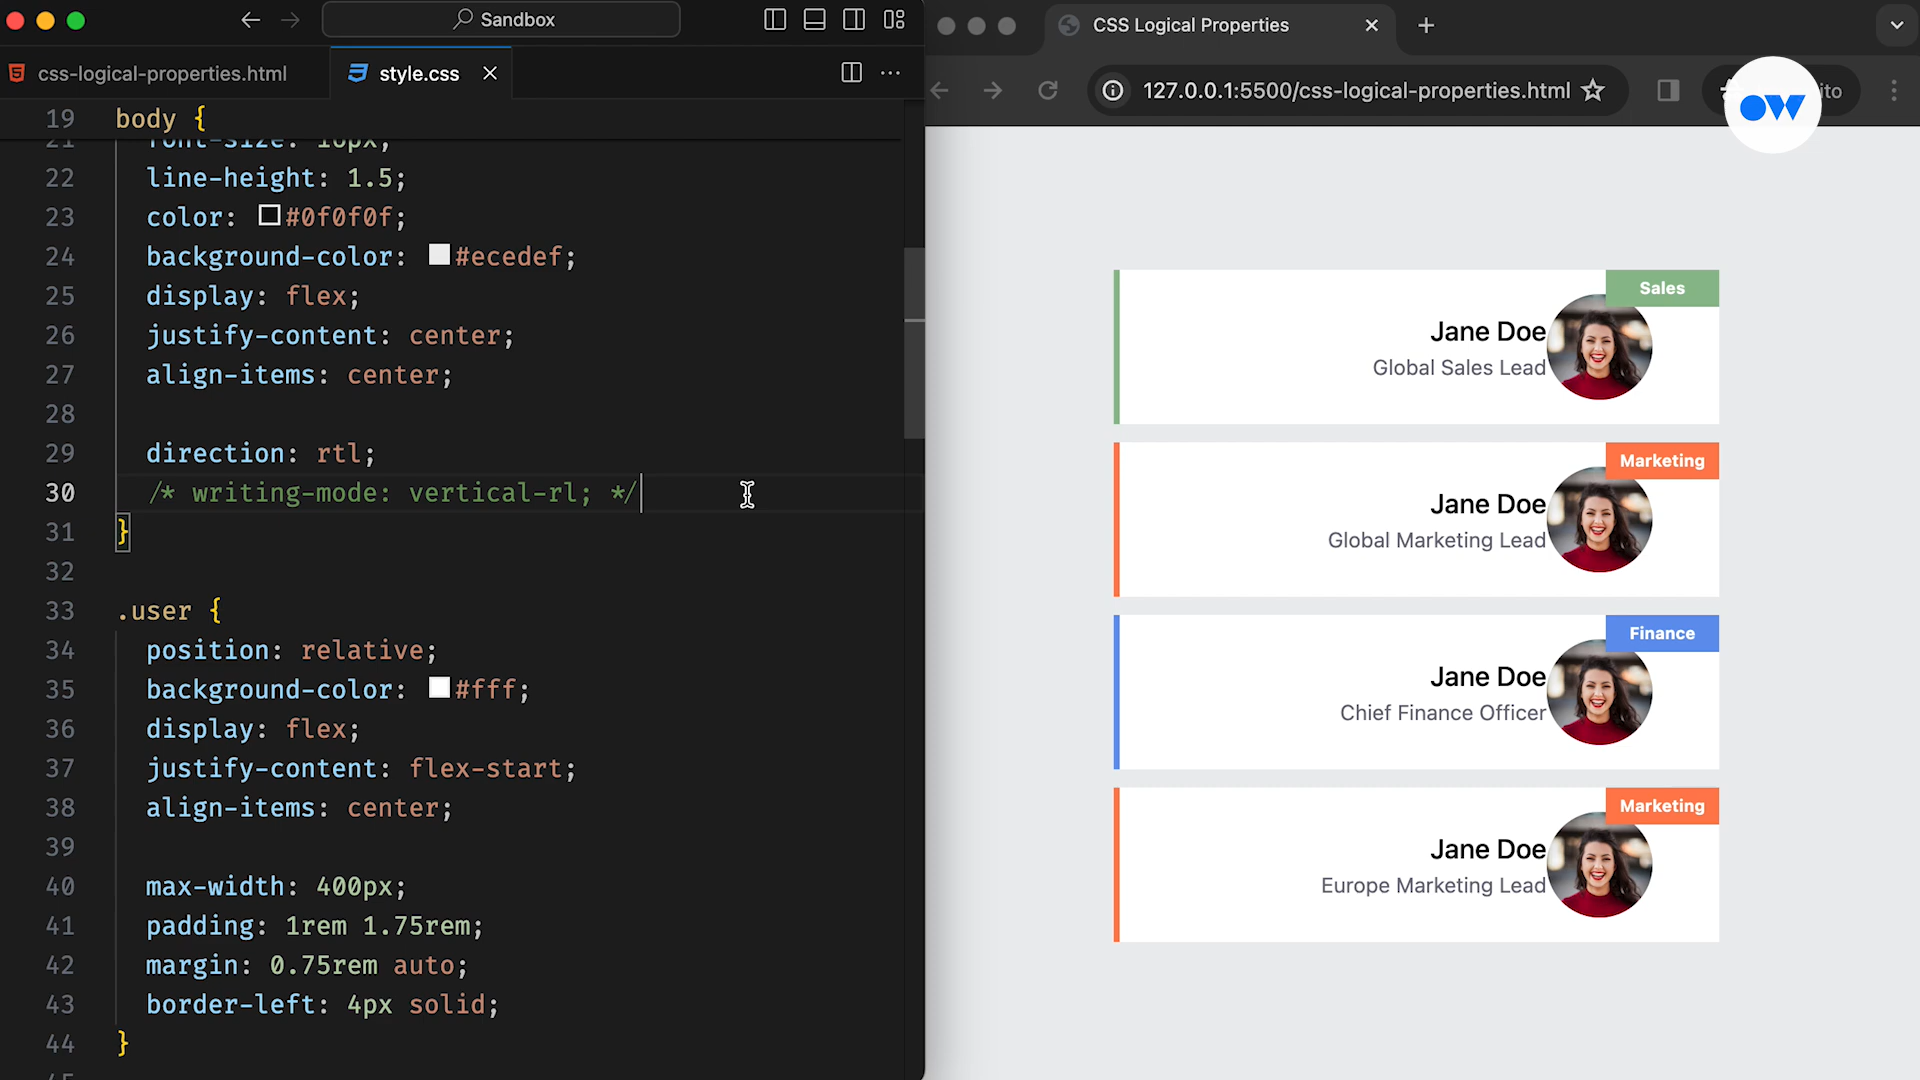 Sandbox
css-logical-properties.html
style.css
19 body {
21 font-size: 16px;
22 line-height: 1.5;
23 color: #0f0f0f;
24 background-color: #ecedef;
25 display: flex;
26 justify-content: center;
27 align-items: center;
28
29 direction: rtl;
30 /* writing-mode: vertical-rl; */
31 }
32
33 .user {
34 position: relative;
35 background-color: #fff;
36 display: flex;
37 justify-content: flex-start;
38 align-items: center;
39
40 max-width: 400px;
41 padding: 1rem 1.75rem;
42 margin: 0.75rem auto;
43 border-left: 4px solid;
44 }
CSS Logical Properties
127.0.0.1:5500/css-logical-properties.html
ito
OW
Sales
Jane Doe
Global Sales Lead
Marketing
Jane Doe
Global Marketing Lead
Finance
Jane Doe
Chief Finance Officer
Marketing
Jane Doe
Europe Marketing Lead